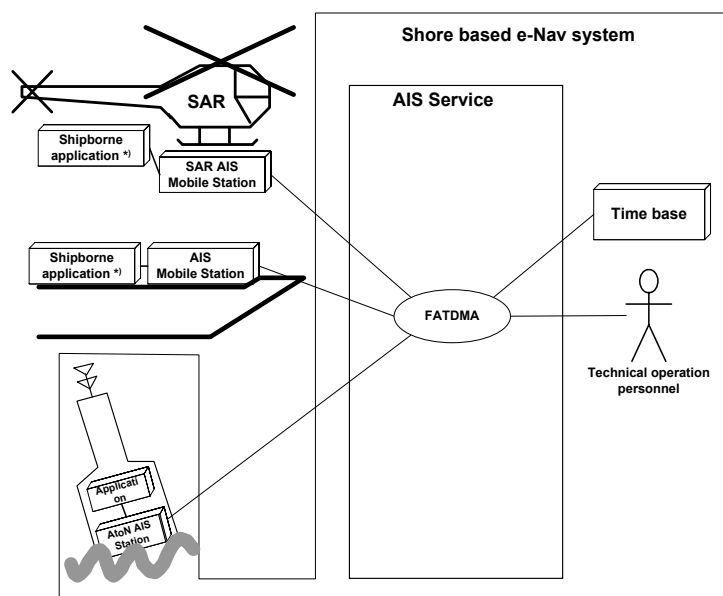 Shore based e-Nav system
AIS Service
SAR
Shipborne
application *)
SAR AIS
Mobile Station
Time base
Shipborne
application *)
AIS
Mobile Station
FATDMA
Technical operation
personnel
Applicati
on
AtoN AIS
Station